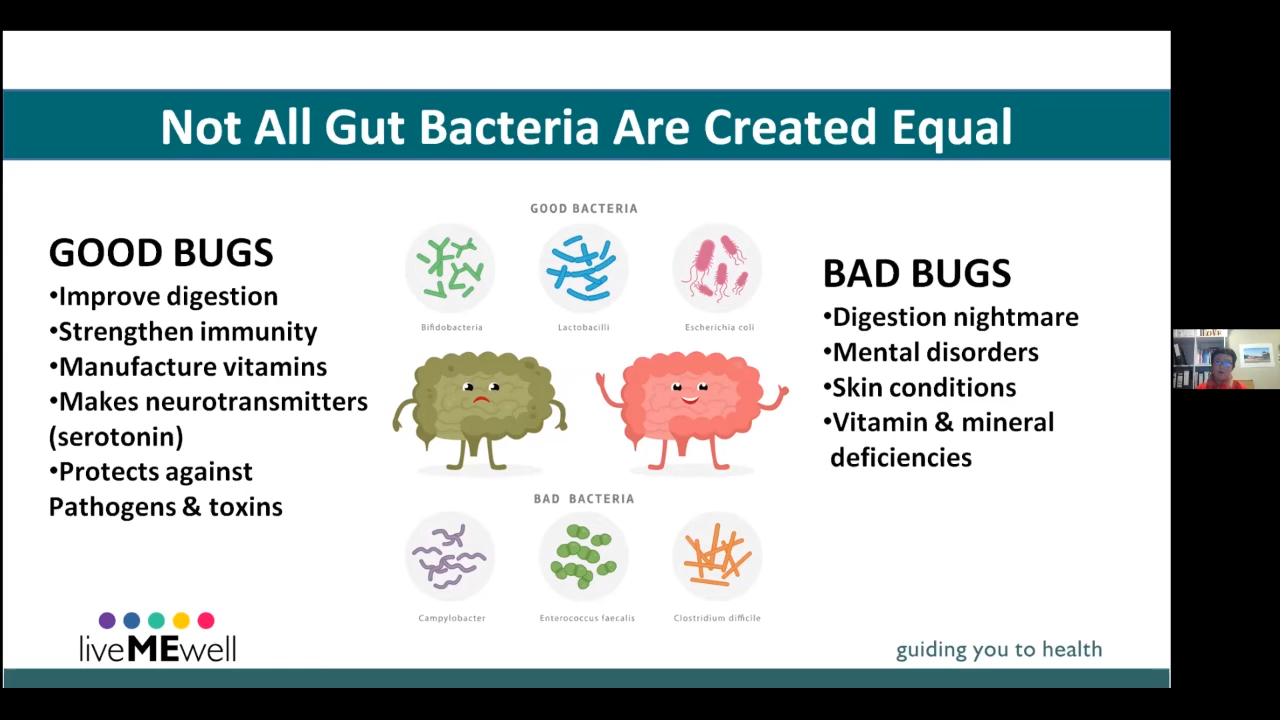 Not All Gut Bacteria Are Created Equal
GOOD BUGS
•Improve digestion
•Strengthen immunity
•Manufacture vitamins
•Makes neurotransmitters
(serotonin)
•Protects against
Pathogens & toxins
GOOD BACTERIA
Bifidobacteria
Lactobacilli
Escherichia coli
BAD BACTERIA
Campylobacter
Enterococcus faecalis
Clostridium difficile
BAD BUGS
•Digestion nightmare
•Mental disorders
•Skin conditions
•Vitamin & mineral
deficiencies
liveMEwell
guiding you to health